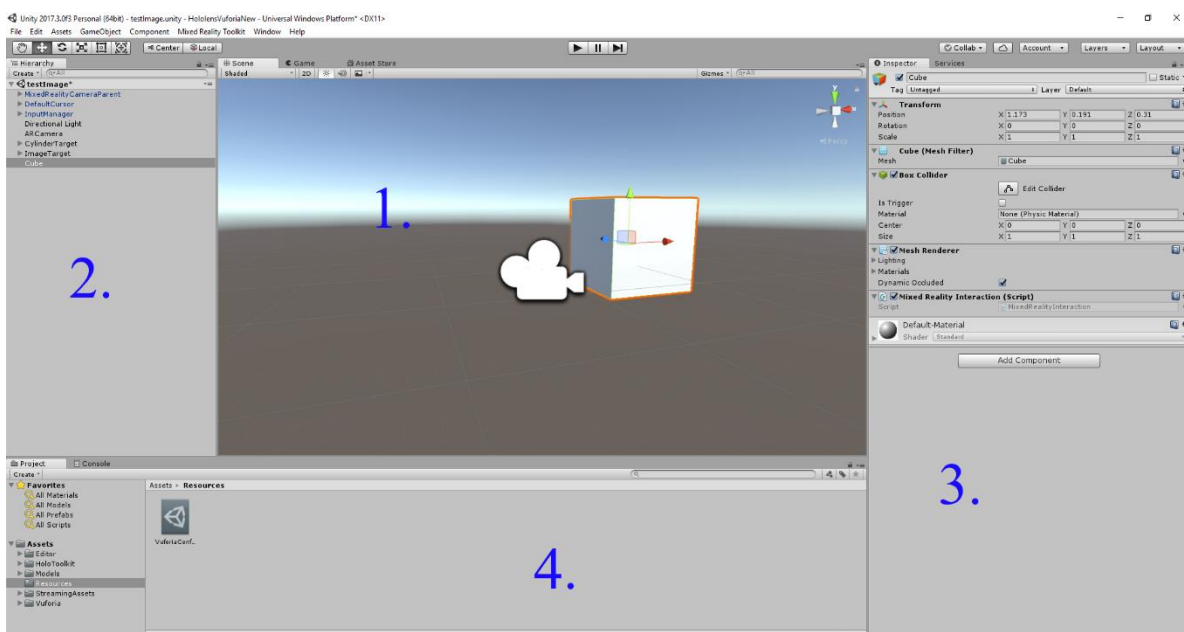 Unity 2017.3.0f3 Personal (64bit) - testImage.unity - HololensVuforiaNew - Universal Windows Platform* <DX11>
File Edit Assets GameObject Component Mixed Reality Toolkit Window Help
Center Local Collab Account Layers Layout
Hierarchy
Create All
testImage*
MixedRealityCameraParent
DefaultCursor
InputManager
Directional Light
ARCamera
CylinderTarget
ImageTarget
Cube
2.
Scene Game Asset Store
Shaded 2D Gizmos All
Persp
1.
Inspector Services
Cube Static
Tag Untagged Layer Default
Transform
Position X 1.173 Y 0.191 Z 0.31
Rotation X 0 Y 0 Z 0
Scale X 1 Y 1 Z 1
Cube (Mesh Filter)
Mesh Cube
Box Collider
Edit Collider
Is Trigger
Material None (Physic Material)
Center X 0 Y 0 Z 0
Size X 1 Y 1 Z 1
Mesh Renderer
Lighting
Materials
Dynamic Occluded
Mixed Reality Interaction (Script)
Script MixedRealityInteraction
Default-Material
Shader Standard
Add Component
3.
Project Console
Create
Favorites
All Materials
All Models
All Prefabs
All Scripts
Assets
Editor
HoloToolkit
Models
Resources
StreamingAssets
Vuforia
Assets Resources
VuforiaConf...
4.